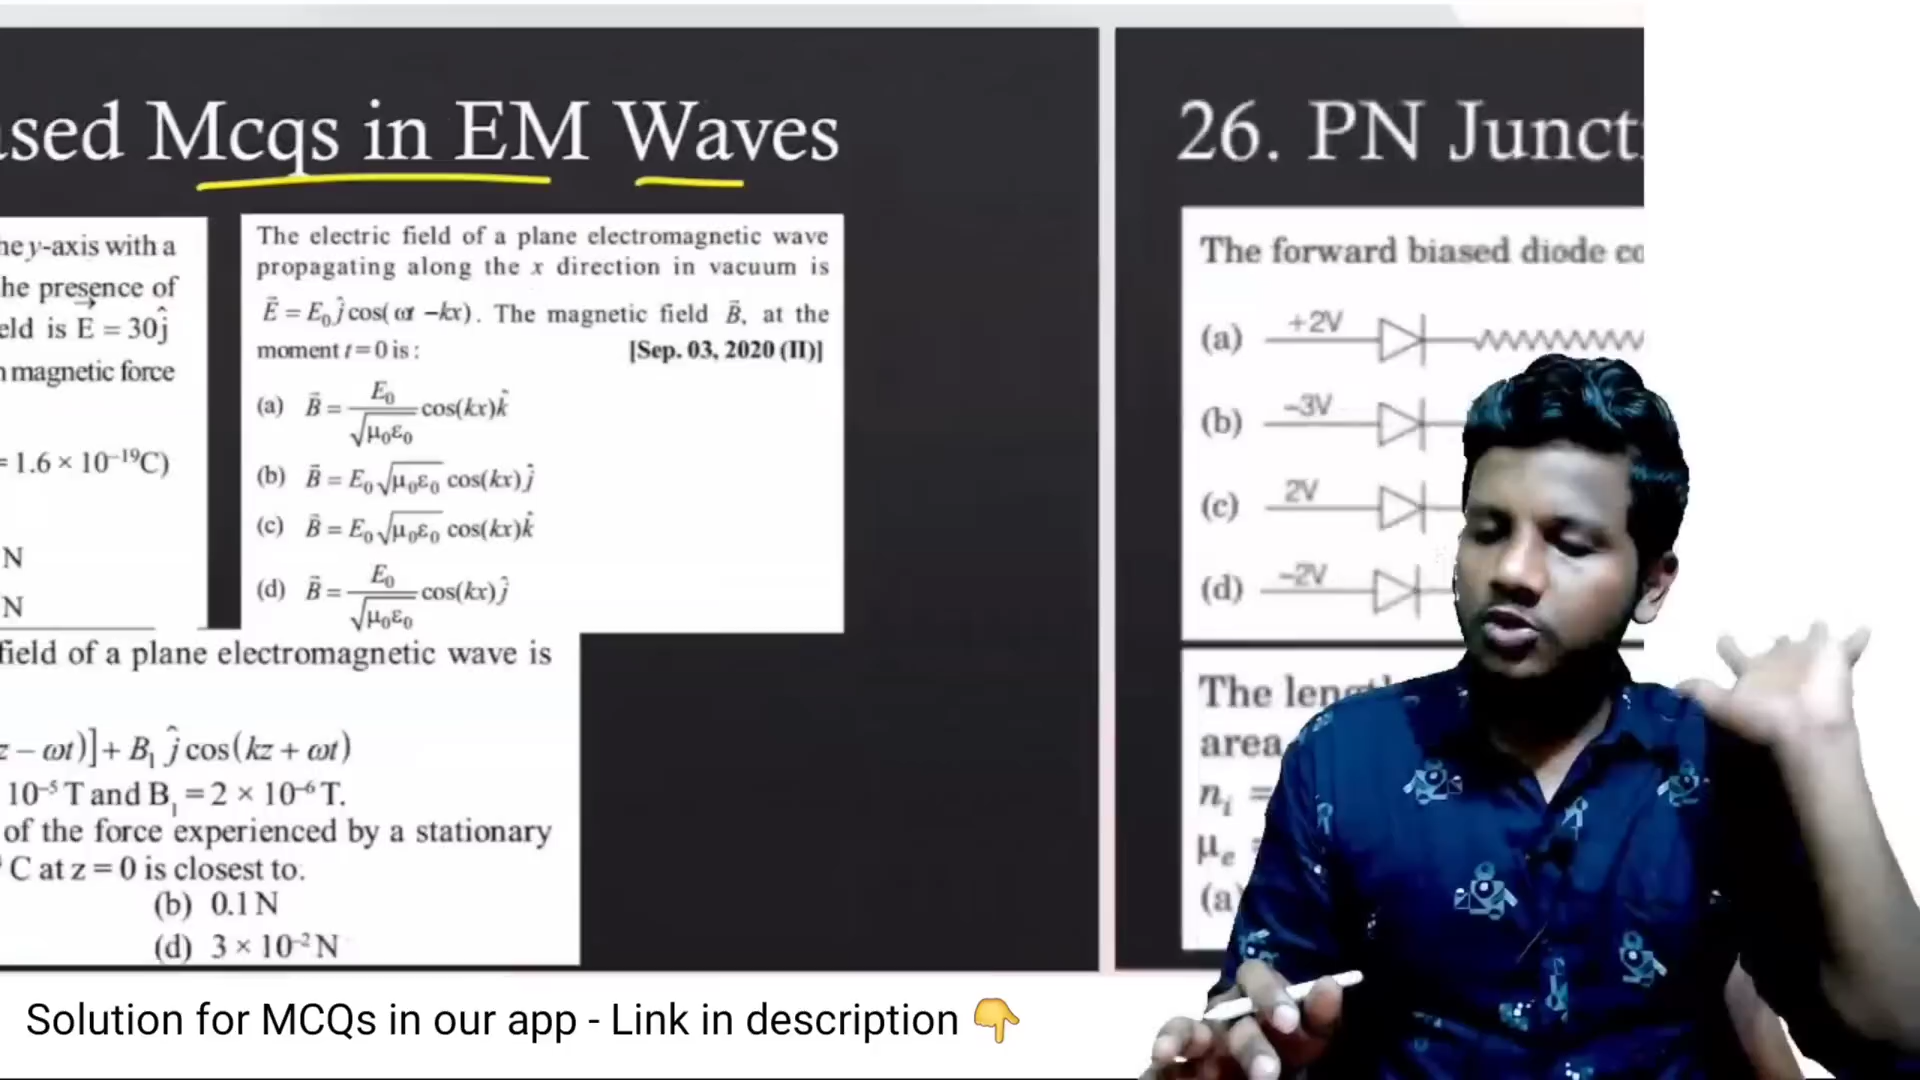 sed Mcqs in EM Waves
he y-axis with a
he presence of
eld is E⃗ = 30ĵ
magnetic force
= 1.6 × 10⁻¹⁹C)
N
N
The electric field of a plane electromagnetic wave
propagating along the x direction in vacuum is
E⃗ = E₀ĵcos(ωt –kx). The magnetic field B⃗, at the
moment t = 0 is : [Sep. 03, 2020 (II)]
(a) B⃗ = E₀/√μ₀ε₀ cos(kx)k̂
(b) B⃗ = E₀√μ₀ε₀ cos(kx)ĵ
(c) B⃗ = E₀√μ₀ε₀ cos(kx)k̂
(d) B⃗ = E₀/√μ₀ε₀ cos(kx)ĵ
field of a plane electromagnetic wave is
z – ωt)]+ B₁ ĵcos(kz + ωt)
10⁻⁵ T and B₁ = 2 × 10⁻⁶ T.
of the force experienced by a stationary
C at z = 0 is closest to.
(b) 0.1 N
(d) 3 × 10⁻² N
26. PN Junct
The forward biased diode co
(a) +2V
(b) –3V
(c) 2V
(d) –2V
The lengt
area
nᵢ =
μₑ
(a
Solution for MCQs in our app - Link in description 👇